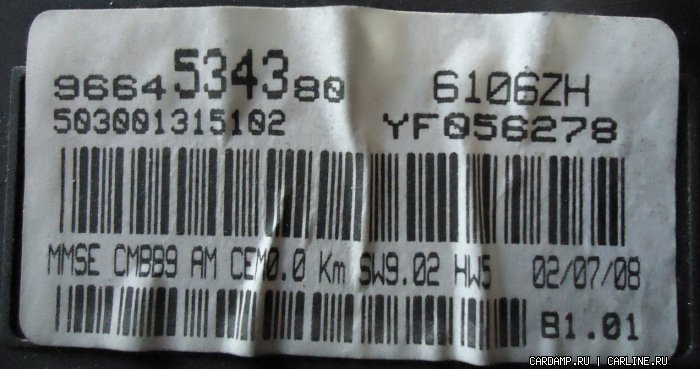 9664534380 6106ZH
503001315102 YF056278
MMSE CMBB9 AM CEM0.0 Km SW9.02 HW5 02/07/08
B1.01
CARDAMP.RU | CARLINE.RU